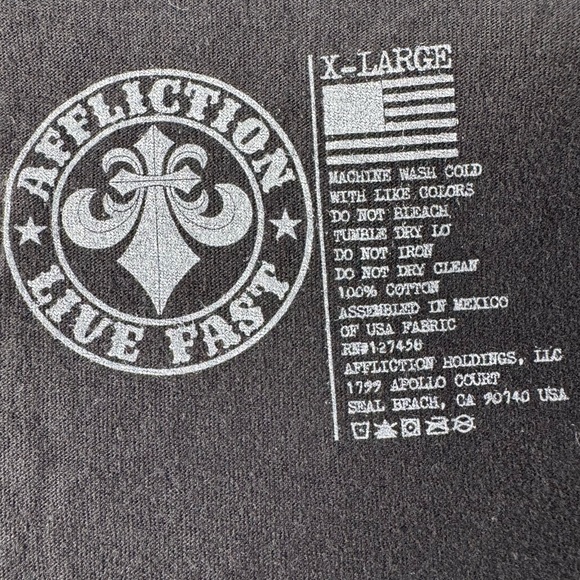 AFFLICTION
LIVE FAST
X-LARGE
MACHINE WASH COLD
WITH LIKE COLORS
DO NOT BLEACH
TUMBLE DRY LO
DO NOT IRON
DO NOT DRY CLEAN
100% COTTON
ASSEMBLED IN MEXICO
OF USA FABRIC
RN#127458
AFFLICTION HOLDINGS, LLC
1799 APOLLO COURT
SEAL BEACH, CA 90740 USA